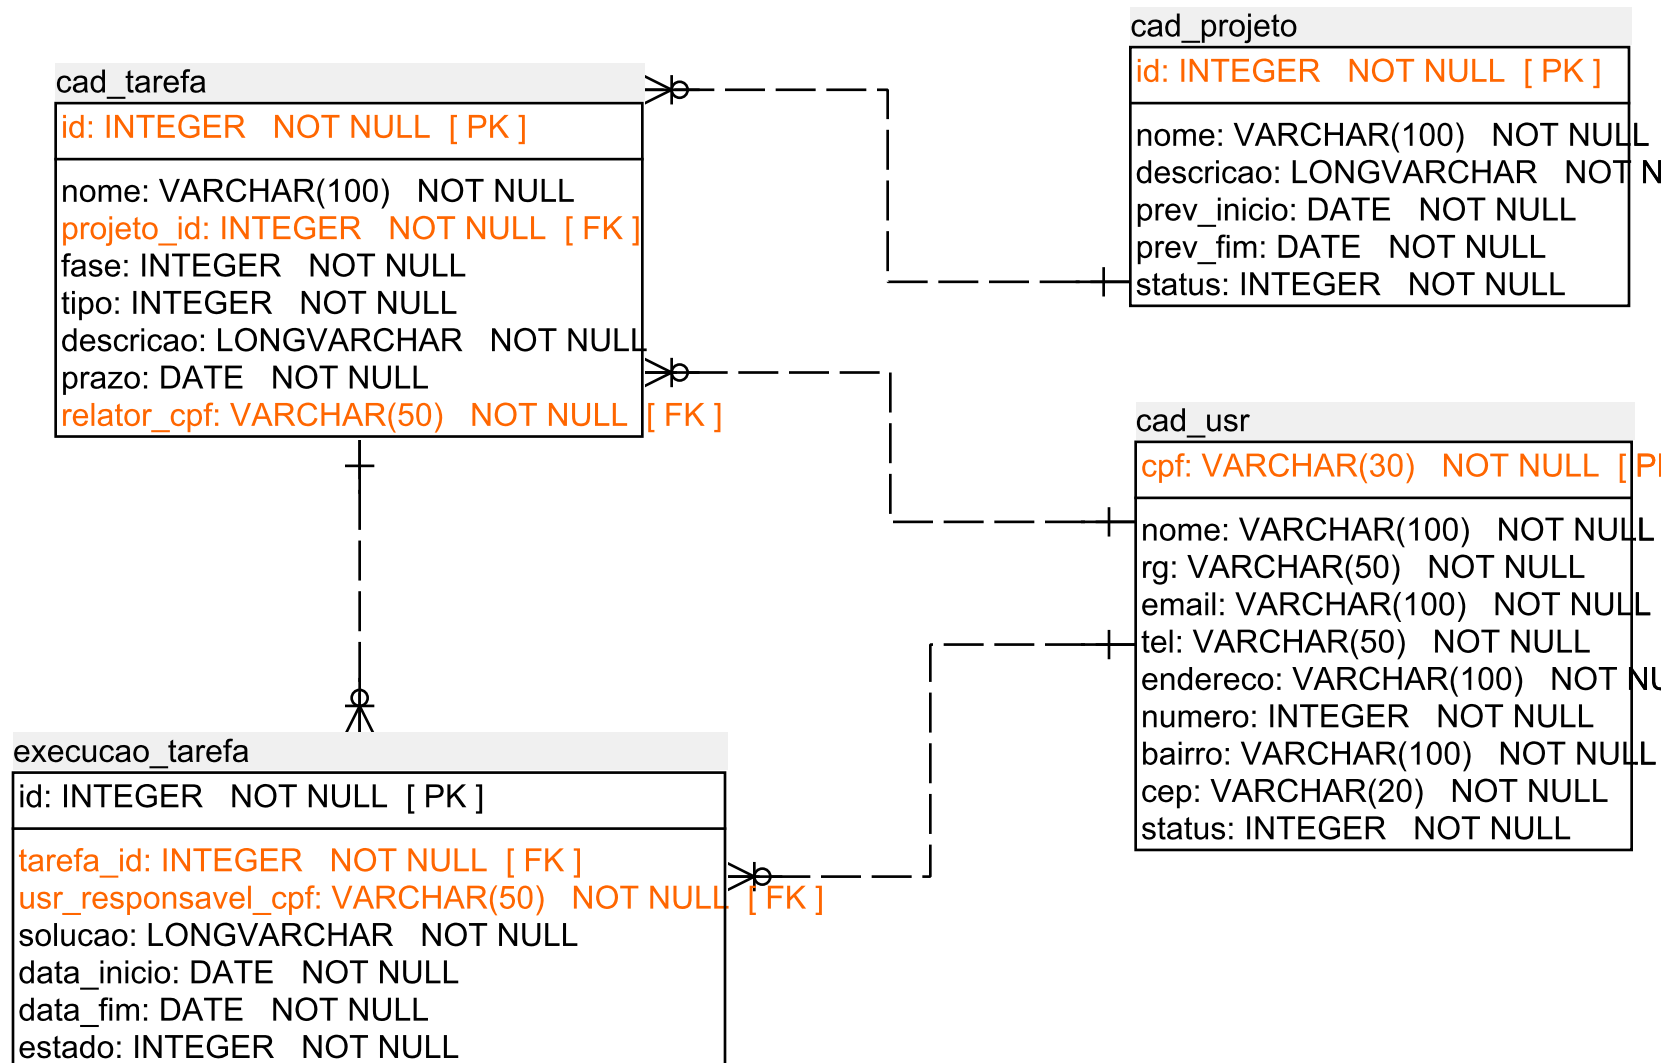 cad_tarefa
id: INTEGER NOT NULL [ PK ]
nome: VARCHAR(100) NOT NULL
projeto_id: INTEGER NOT NULL [ FK ]
fase: INTEGER NOT NULL
tipo: INTEGER NOT NULL
descricao: LONGVARCHAR NOT NULL
prazo: DATE NOT NULL
relator_cpf: VARCHAR(50) NOT NULL [ FK ]
cad_projeto
id: INTEGER NOT NULL [ PK ]
nome: VARCHAR(100) NOT NULL
descricao: LONGVARCHAR NOT N
prev_inicio: DATE NOT NULL
prev_fim: DATE NOT NULL
status: INTEGER NOT NULL
cad_usr
cpf: VARCHAR(30) NOT NULL [ P
nome: VARCHAR(100) NOT NULL
rg: VARCHAR(50) NOT NULL
email: VARCHAR(100) NOT NULL
tel: VARCHAR(50) NOT NULL
endereco: VARCHAR(100) NOT NU
numero: INTEGER NOT NULL
bairro: VARCHAR(100) NOT NULL
cep: VARCHAR(20) NOT NULL
status: INTEGER NOT NULL
execucao_tarefa
id: INTEGER NOT NULL [ PK ]
tarefa_id: INTEGER NOT NULL [ FK ]
usr_responsavel_cpf: VARCHAR(50) NOT NULL [ FK ]
solucao: LONGVARCHAR NOT NULL
data_inicio: DATE NOT NULL
data_fim: DATE NOT NULL
estado: INTEGER NOT NULL